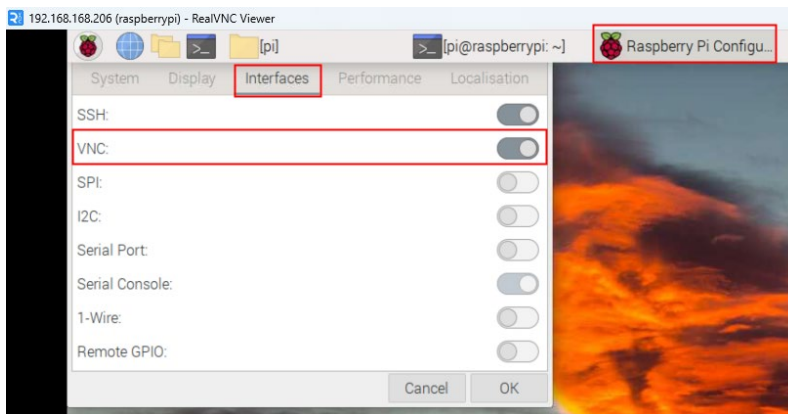 192.168.168.206 (raspberrypi) - RealVNC Viewer
[pi] [pi@raspberrypi: ~] Raspberry Pi Configu...
System Display Interfaces Performance Localisation
SSH:
VNC:
SPI:
I2C:
Serial Port:
Serial Console:
1-Wire:
Remote GPIO:
Cancel OK